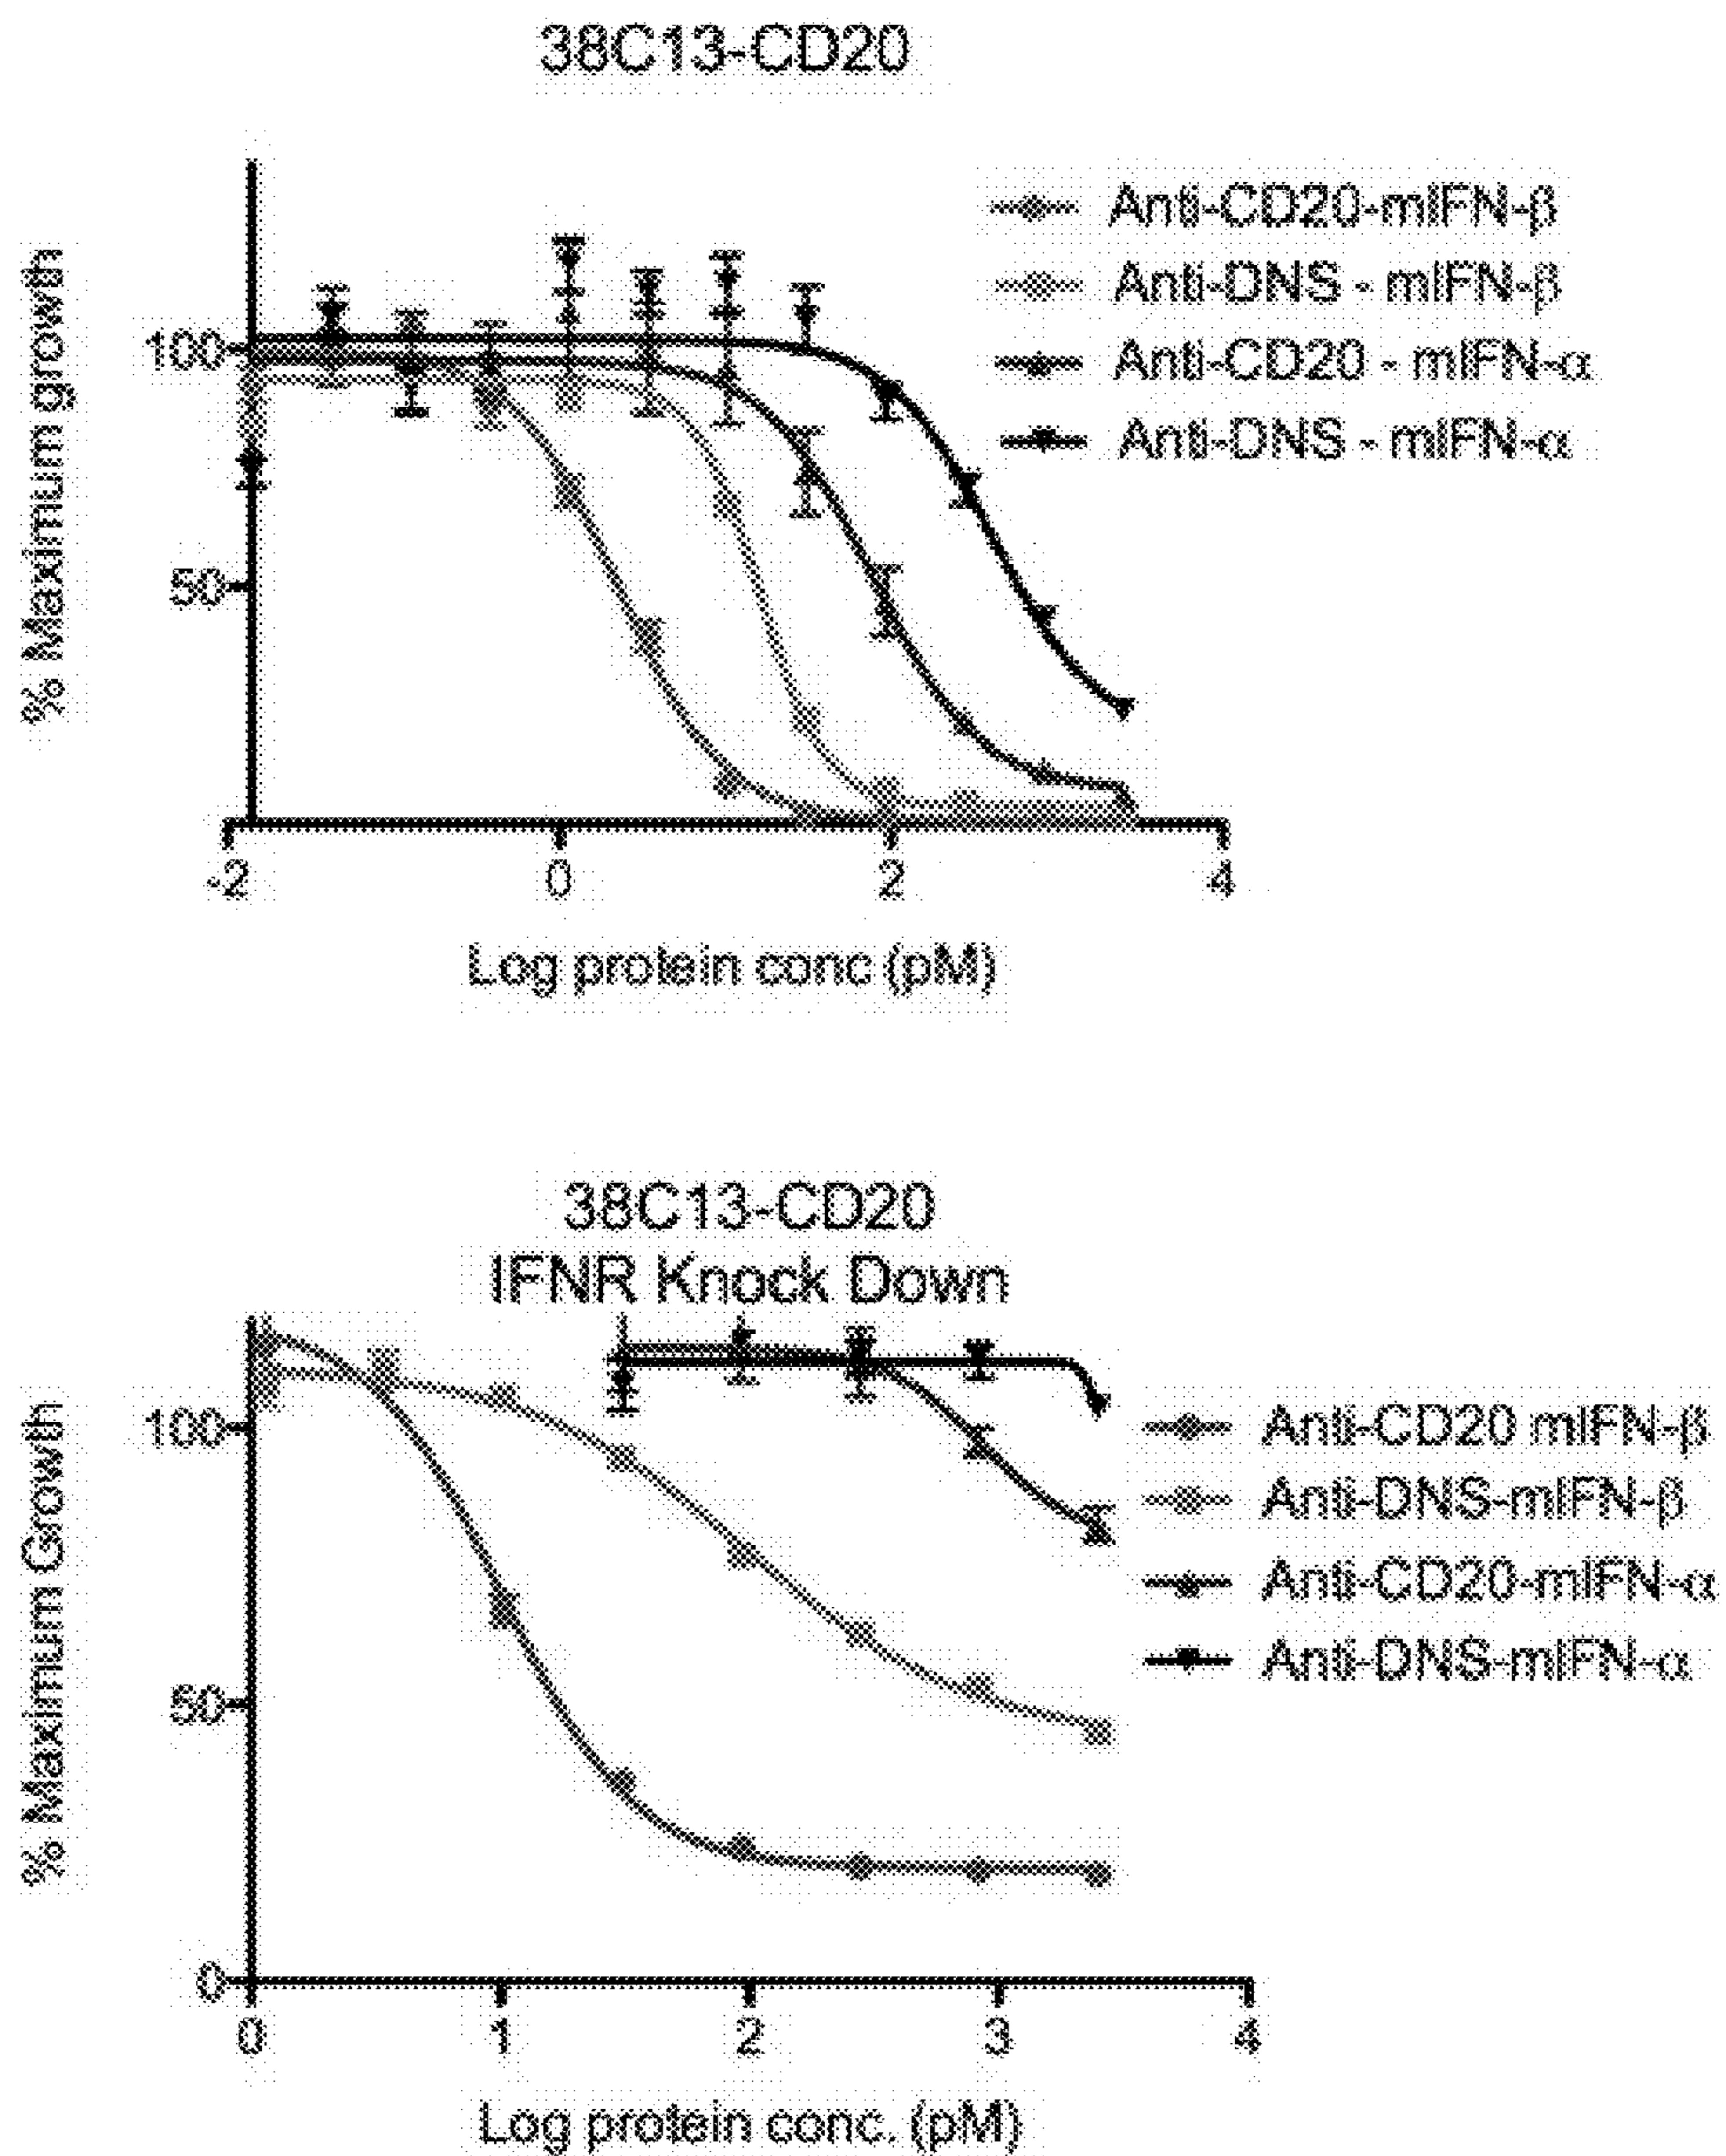 38C13-CD20
Anti-CD20-mIFN-β
Anti-DNS - mIFN-β
Anti-CD20 - mIFN-α
Anti-DNS - mIFN-α
% Maximum growth
100
50
-2 0 2 4
Log protein conc (pM)
38C13-CD20
IFNR Knock Down
Anti-CD20 mIFN-β
Anti-DNS-mIFN-β
Anti-CD20-mIFN-α
Anti-DNS-mIFN-α
% Maximum Growth
100
50
0
0 1 2 3 4
Log protein conc. (pM)